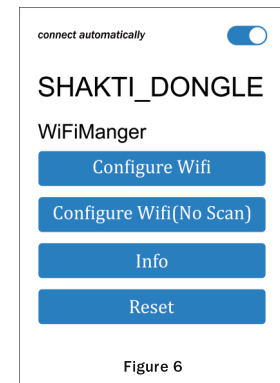 connect automatically
SHAKTI_DONGLE
WiFiManger
Configure Wifi
Configure Wifi(No Scan)
Info
Reset
Figure 6